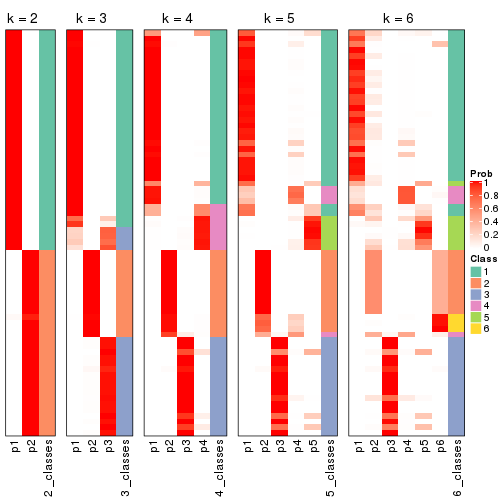 k = 2
k = 3
k = 4
k = 5
k = 6
Prob
1
0.8
0.6
0.4
0.2
0
Class
1
2
3
4
5
6
p1
p2
2_classes
p1
p2
p3
3_classes
p1
p2
p3
p4
4_classes
p1
p2
p3
p4
p5
5_classes
p1
p2
p3
p4
p5
p6
6_classes